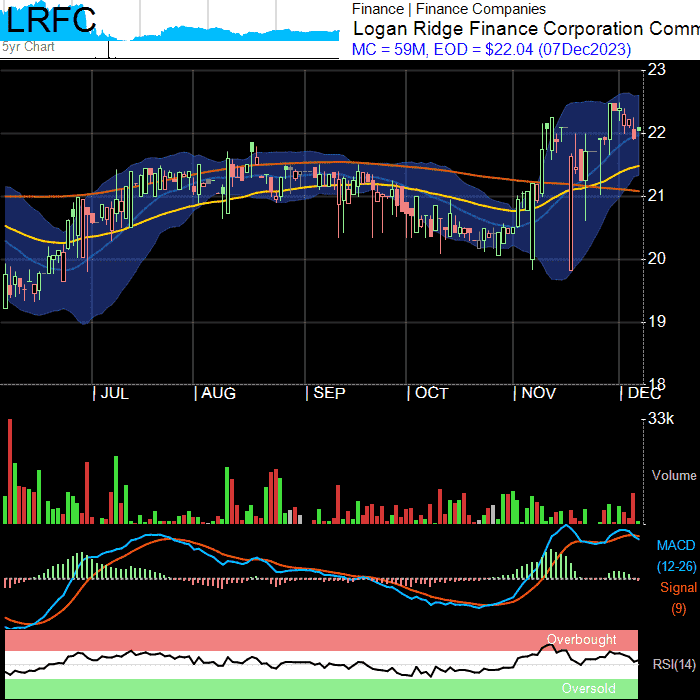 LRFC
5yr Chart
Finance | Finance Companies
Logan Ridge Finance Corporation Comm
MC = 59M, EOD = $22.04 (07Dec2023)
23
22
21
20
19
18
JUL AUG SEP OCT NOV DEC
33k
Volume
MACD
(12-26)
Signal
(9)
Overbought
RSI(14)
Oversold